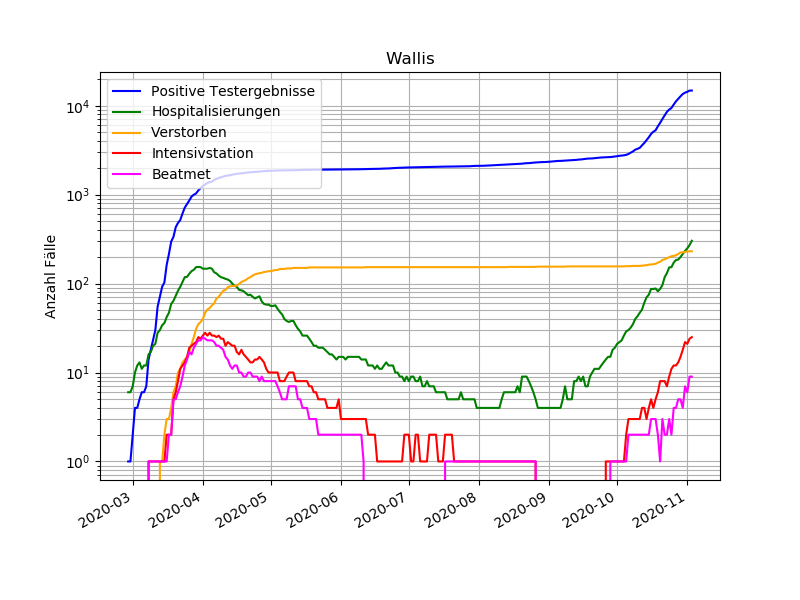 Wallis
Positive Testergebnisse
Hospitalisierungen
Verstorben
Intensivstation
Beatmet
Anzahl Fälle
10^4
10^3
10^2
10^1
10^0
2020-03 2020-04 2020-05 2020-06 2020-07 2020-08 2020-09 2020-10 2020-11